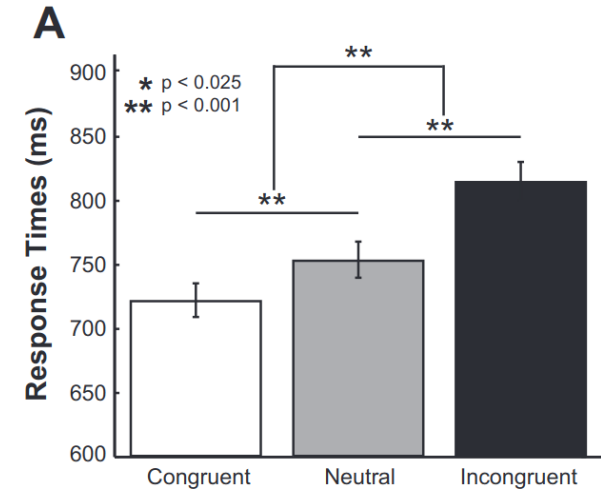 A
**
* p < 0.025
** p < 0.001
**
**
Response Times (ms)
900
850
800
750
700
650
600
Congruent Neutral Incongruent